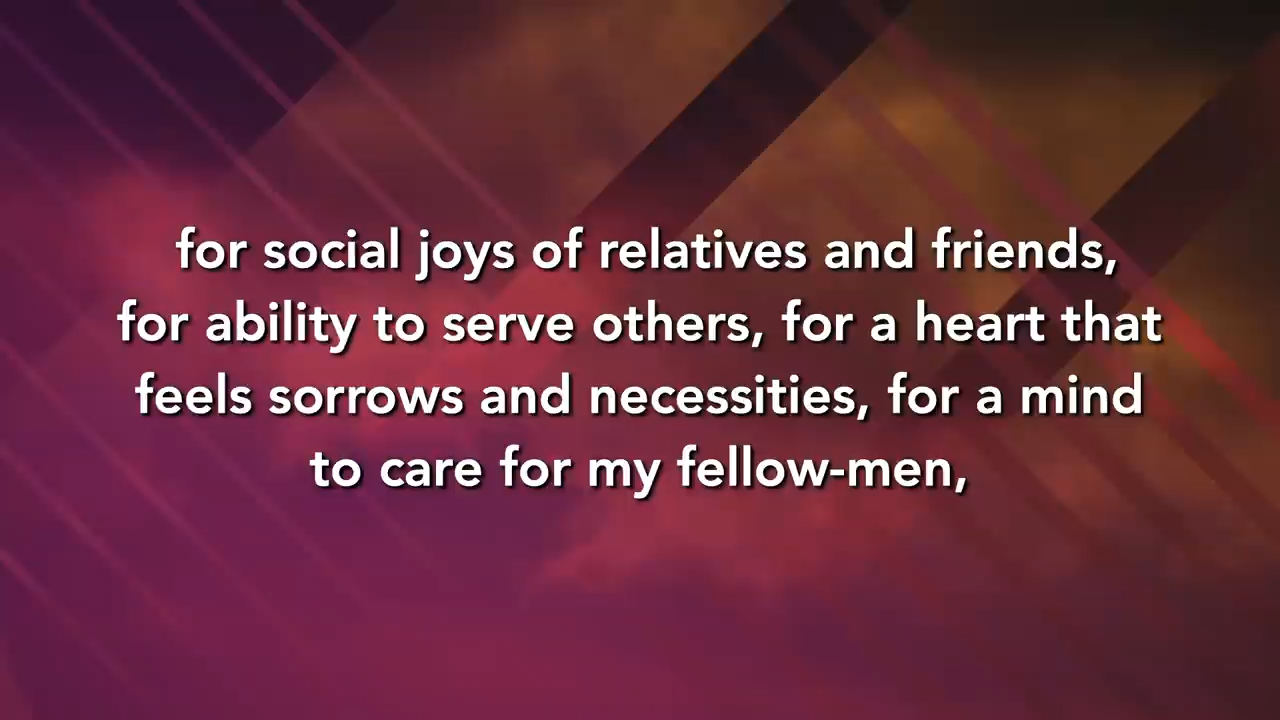 for social joys of relatives and friends,
for ability to serve others, for a heart that
feels sorrows and necessities, for a mind
to care for my fellow-men,